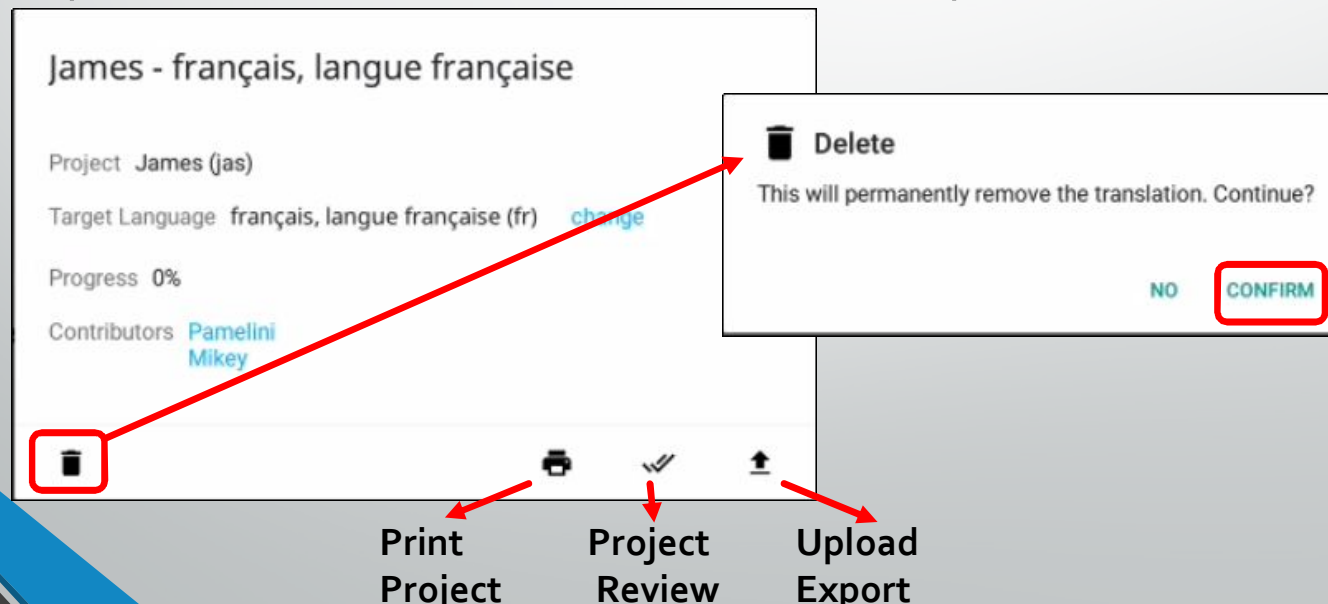 James - français, langue française
Project James (jas)
Target Language français, langue française (fr) change
Progress 0%
Contributors Pamelini
Mikey
Delete
This will permanently remove the translation. Continue?
NO CONFIRM
Print Project Upload
Project Review Export